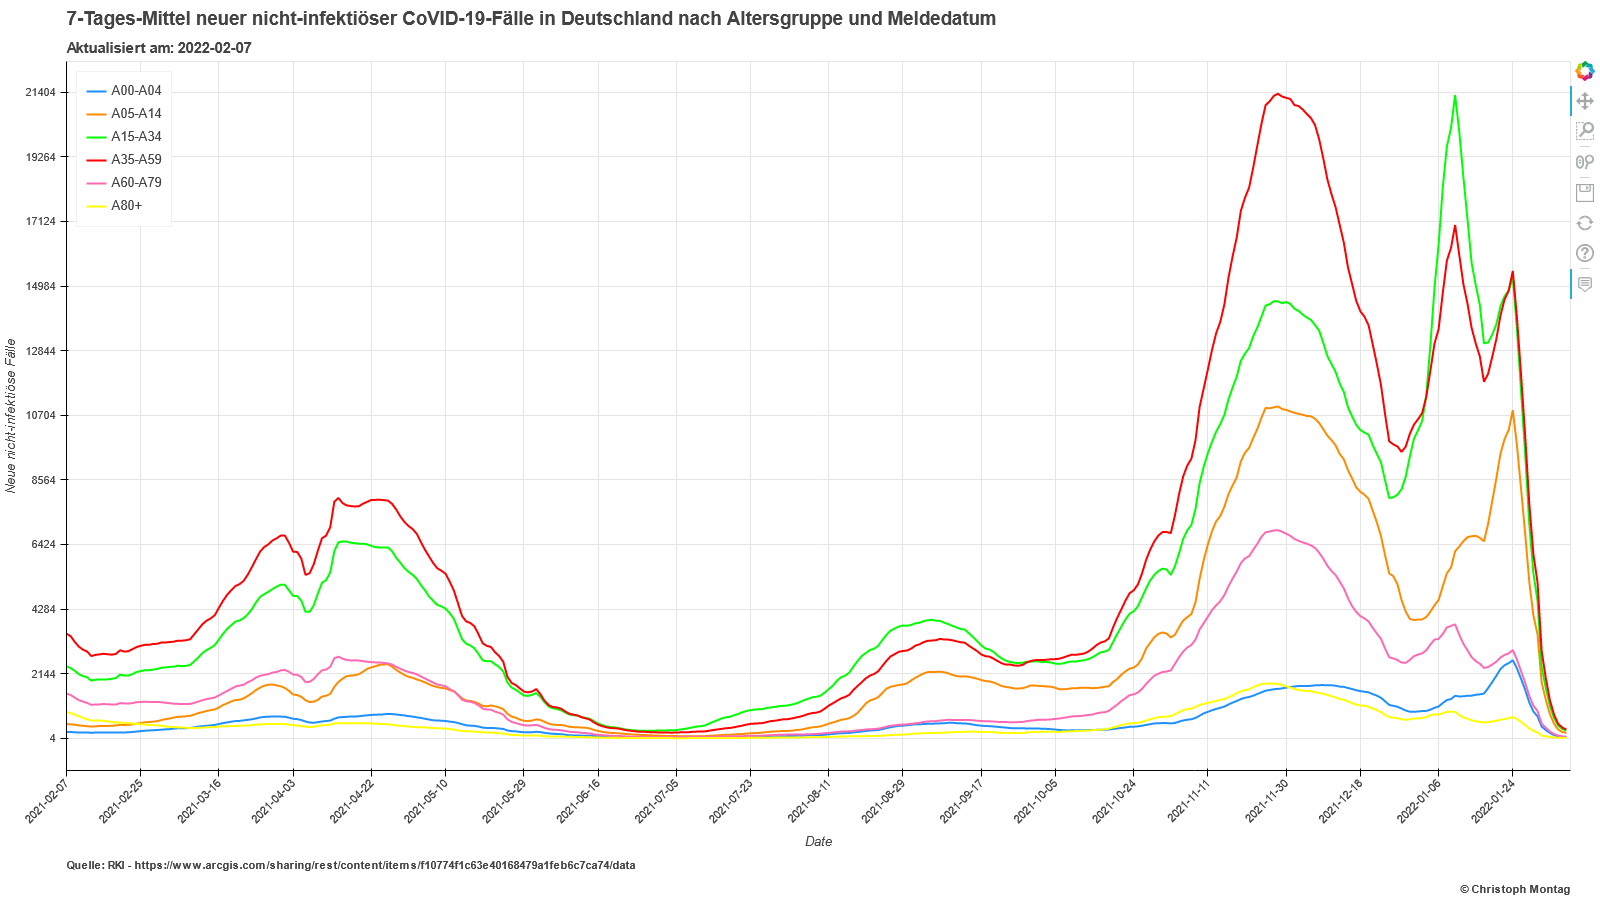 7-Tages-Mittel neuer nicht-infektiöser CoVID-19-Fälle in Deutschland nach Altersgruppe und Meldedatum
Aktualisiert am: 2022-02-07
A00-A04
A05-A14
A15-A34
A35-A59
A60-A79
A80+
21404
19264
17124
14984
12844
10704
8564
6424
4284
2144
4
Neue nicht-infektiöse Fälle
2021-02-07
2021-02-25
2021-03-16
2021-04-03
2021-04-22
2021-05-10
2021-05-29
2021-06-16
2021-07-05
2021-07-23
2021-08-11
2021-08-29
2021-09-17
2021-10-05
2021-10-24
2021-11-11
2021-11-30
2021-12-18
2022-01-06
2022-01-24
Date
Quelle: RKI - https://www.arcgis.com/sharing/rest/content/items/f10774f1c63e40168479a1feb6c7ca74/data
© Christoph Montag